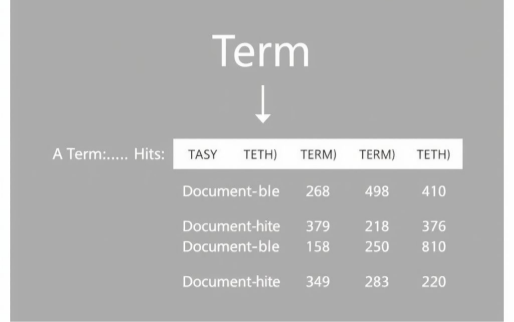 Term
A Term:..... Hits: TASY TETH) TERM) TERM) TETH)
Document-ble 268 498 410
Document-hite 379 218 376
Document-ble 158 250 810
Document-hite 349 283 220